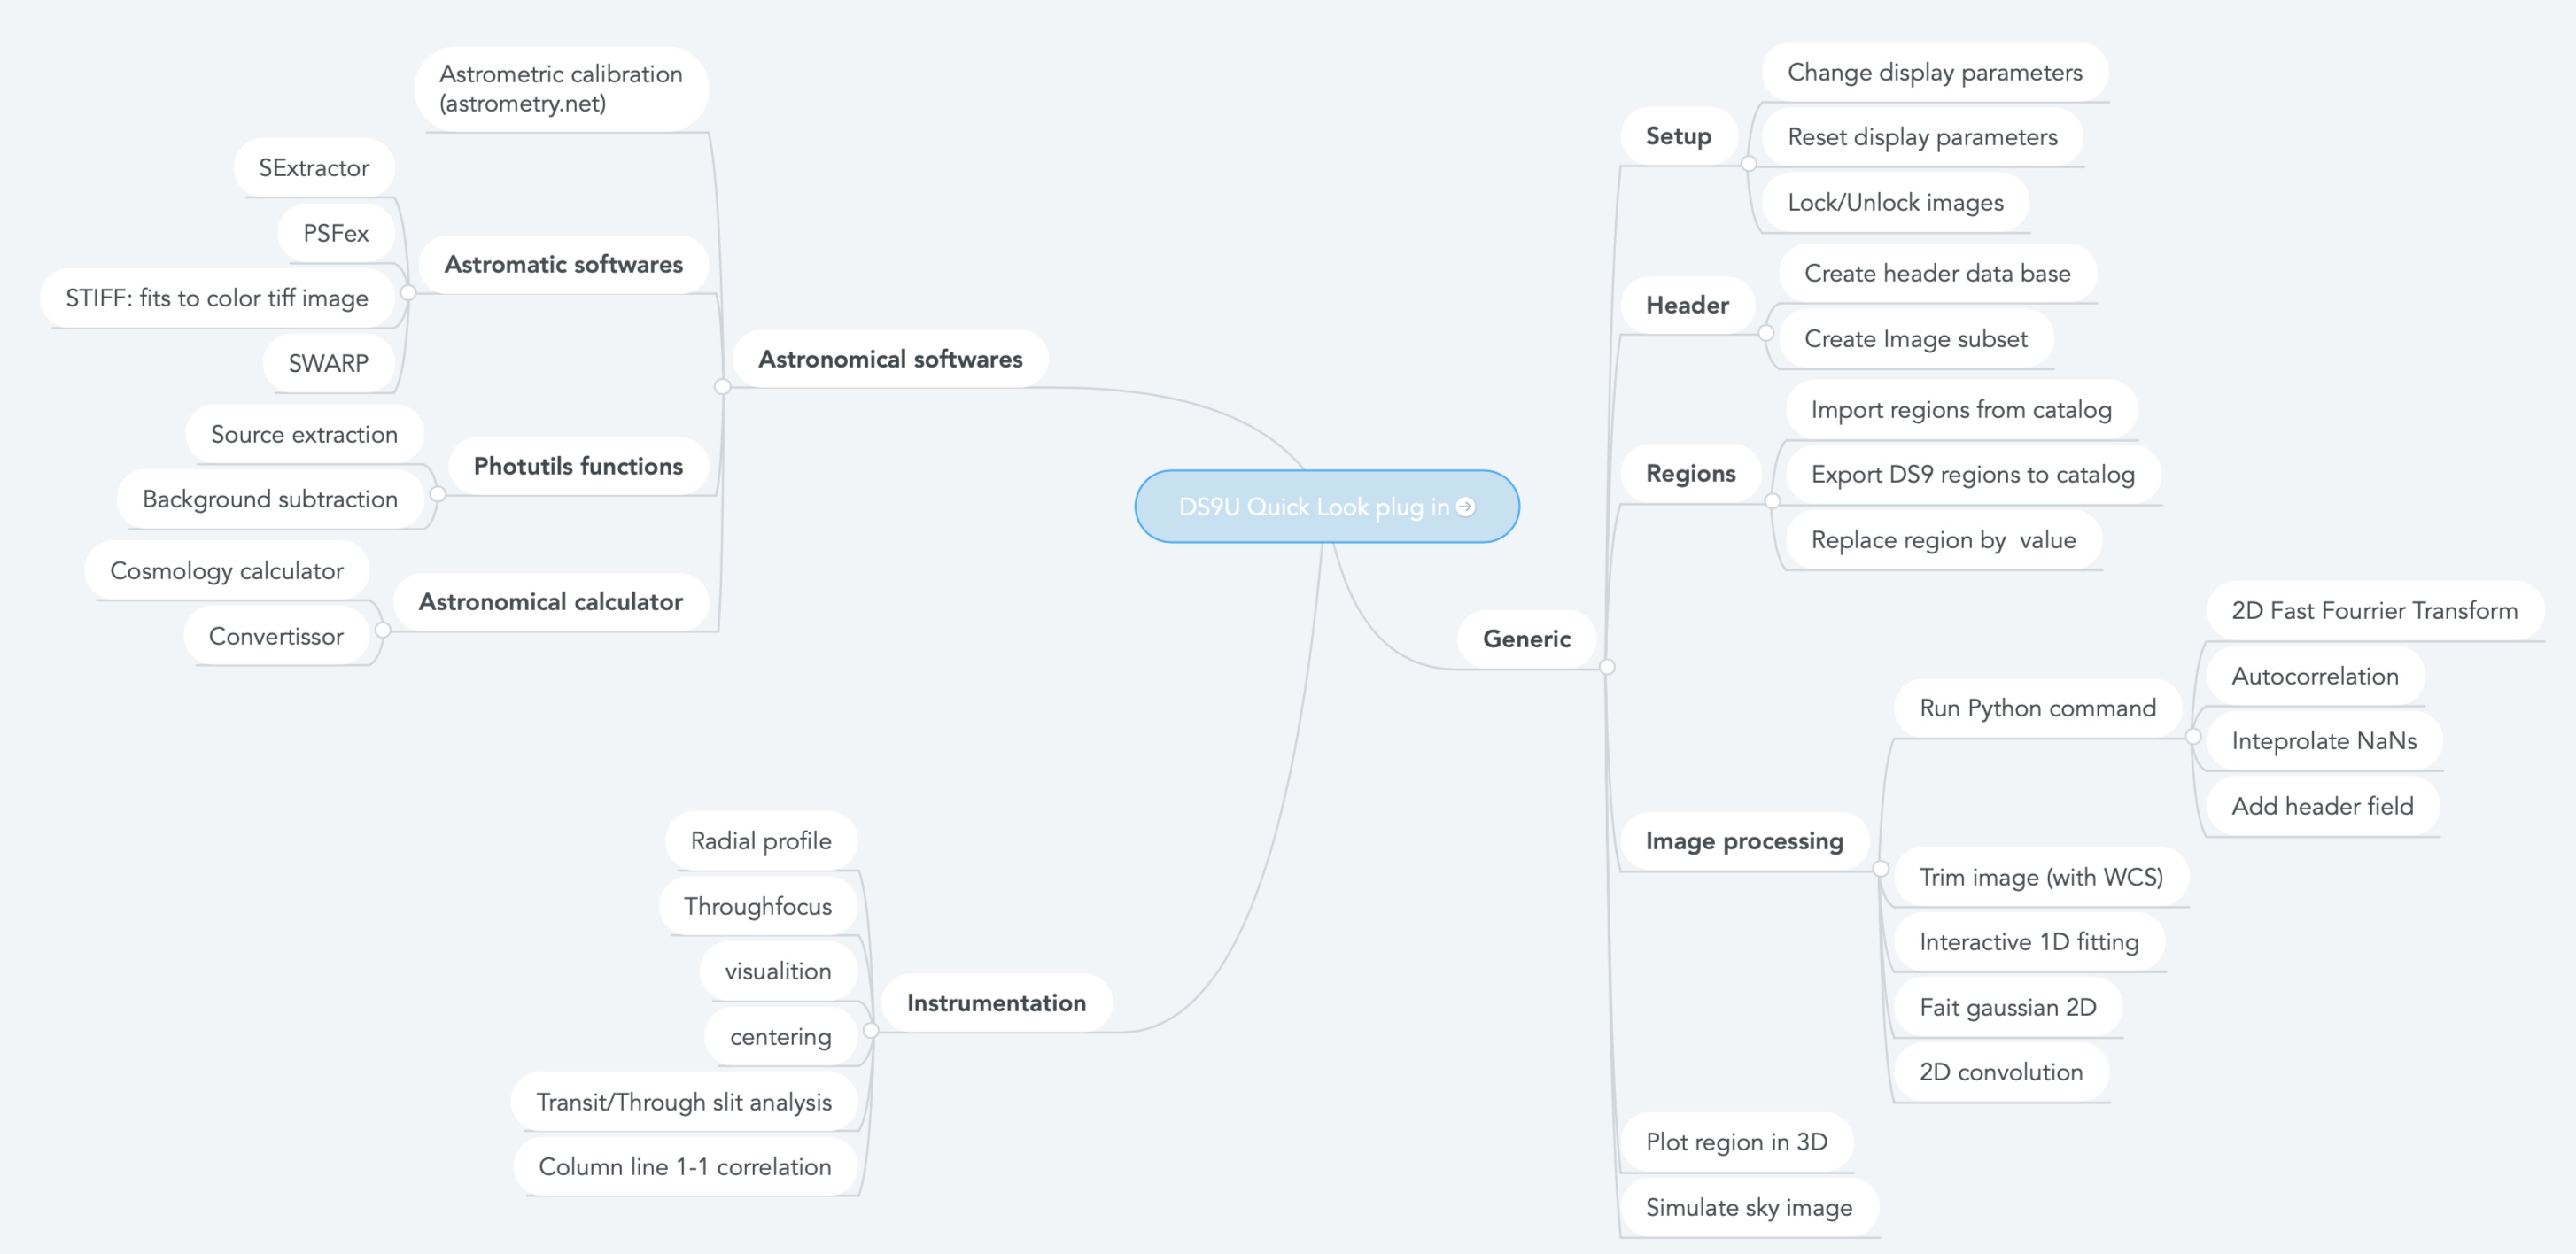 Astrometric calibration
(astrometry.net)
SExtractor
PSFex
STIFF: fits to color tiff image
SWARP
Astromatic softwares
Source extraction
Background subtraction
Photutils functions
Cosmology calculator
Convertissor
Astronomical calculator
Astronomical softwares
DS9U Quick Look plug in
Radial profile
Throughfocus
visualition
centering
Transit/Through slit analysis
Column line 1-1 correlation
Instrumentation
Generic
Setup
Change display parameters
Reset display parameters
Lock/Unlock images
Header
Create header data base
Create Image subset
Regions
Import regions from catalog
Export DS9 regions to catalog
Replace region by  value
Image processing
Run Python command
2D Fast Fourrier Transform
Autocorrelation
Inteprolate NaNs
Add header field
Trim image (with WCS)
Interactive 1D fitting
Fait gaussian 2D
2D convolution
Plot region in 3D
Simulate sky image